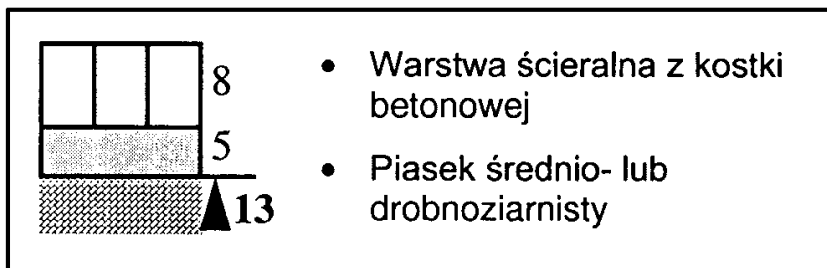 8
5
13
• Warstwa ścieralna z kostki
betonowej
• Piasek średnio- lub
drobnoziarnisty